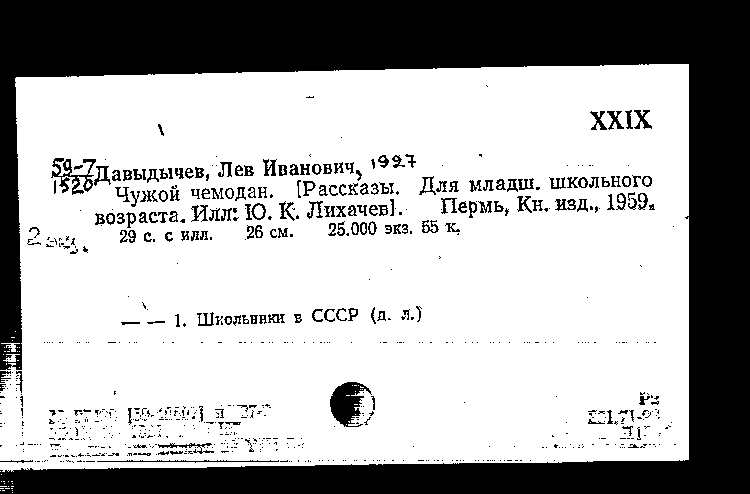 XXIX
59-7
1520
Давыдычев, Лев Иванович, 1927
Чужой чемодан. [Рассказы. Для младш. школьного
возраста. Илл: Ю. К. Лихачев]. Пермь, Кн. изд., 1959.
2 экз.
29 с. с илл. 26 см. 25.000 экз. 55 к.
— — 1. Школьники в СССР (д. л.)
Р2